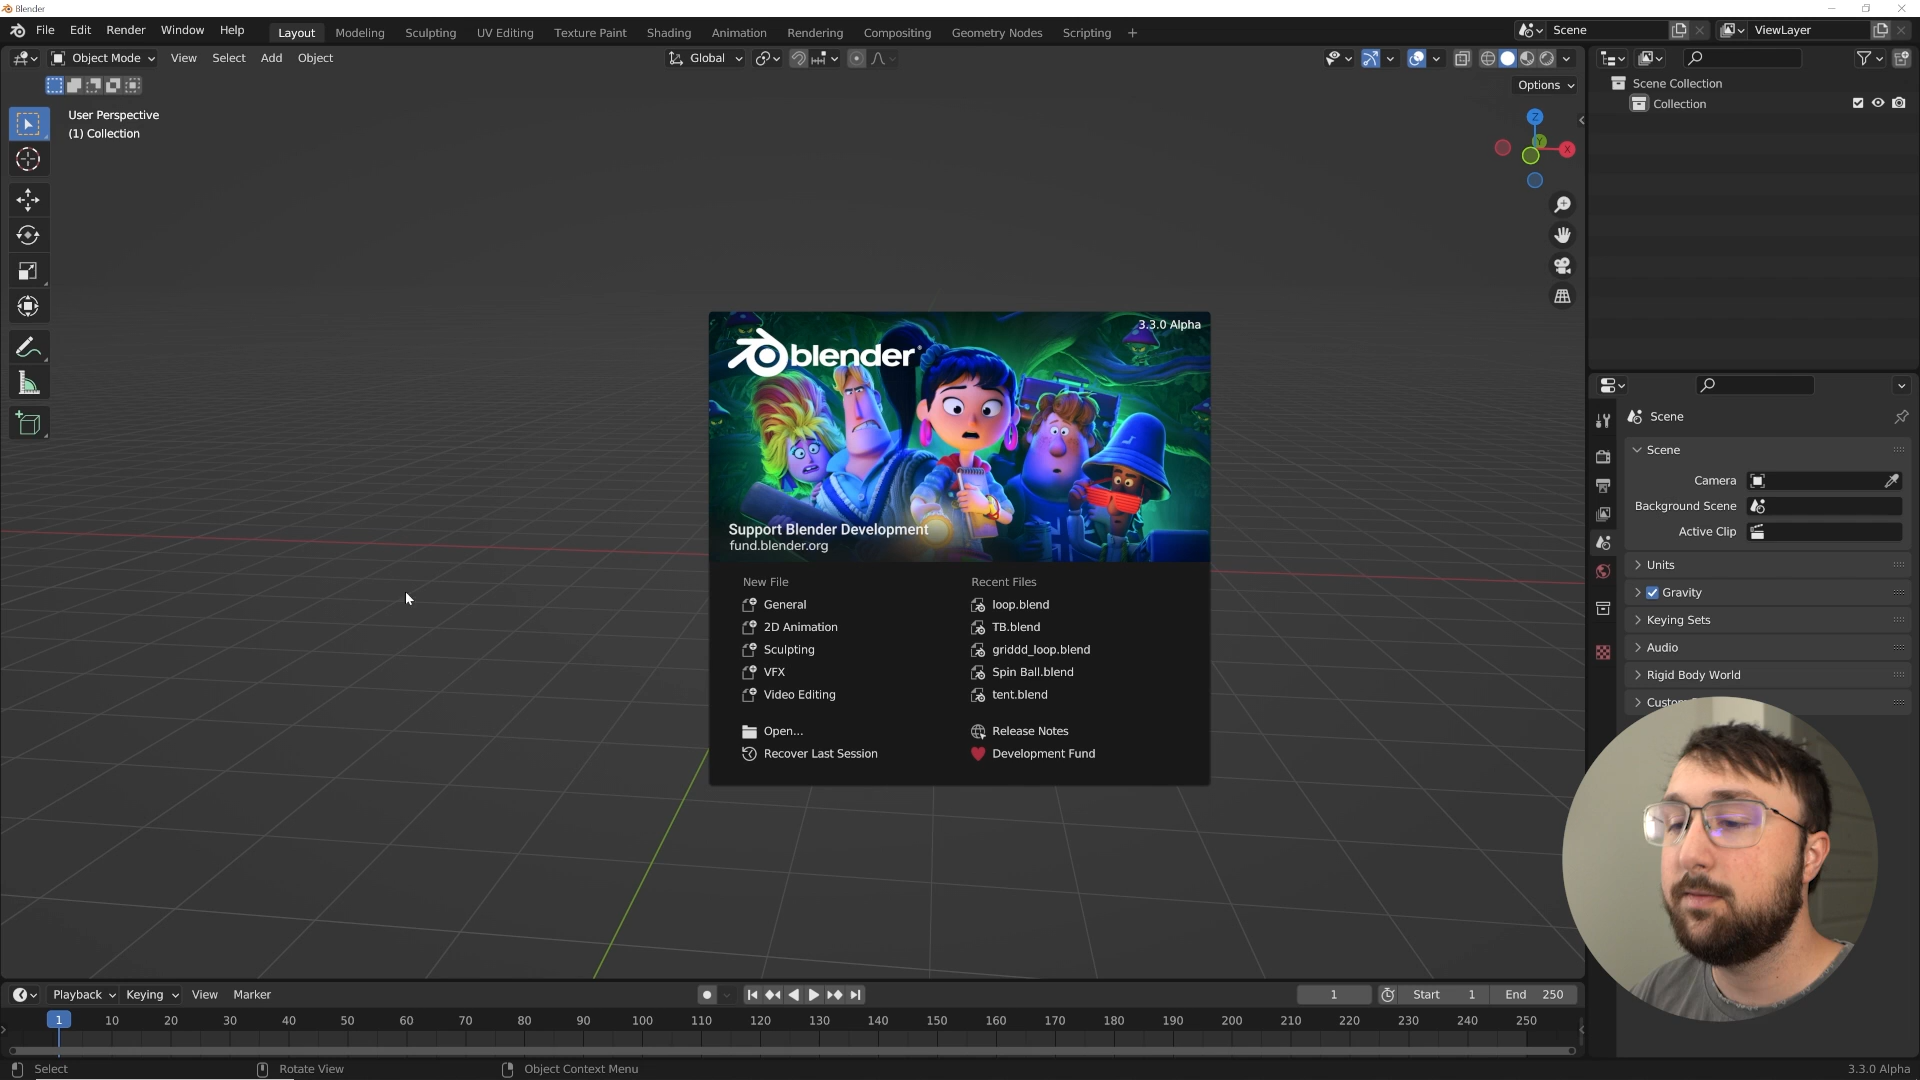 Blender
File Edit Render Window Help Layout Modeling Sculpting UV Editing Texture Paint Shading Animation Rendering Compositing Geometry Nodes Scripting + Scene ViewLayer
Object Mode View Select Add Object Global
Options
User Perspective
(1) Collection
Z
Y
X
Scene Collection
Collection
3.3.0 Alpha
blender
Support Blender Development
fund.blender.org
New File
General
2D Animation
Sculpting
VFX
Video Editing
Open...
Recover Last Session
Recent Files
loop.blend
TB.blend
griddd_loop.blend
Spin Ball.blend
tent.blend
Release Notes
Development Fund
Scene
Scene
Camera
Background Scene
Active Clip
Units
Gravity
Keying Sets
Audio
Rigid Body World
Playback Keying View Marker 1 Start 1 End 250
1 10 20 30 40 50 60 70 80 90 100 110 120 130 140 150 160 170 180 190 200 210 220 230 240 250
Select Rotate View Object Context Menu 3.3.0 Alpha